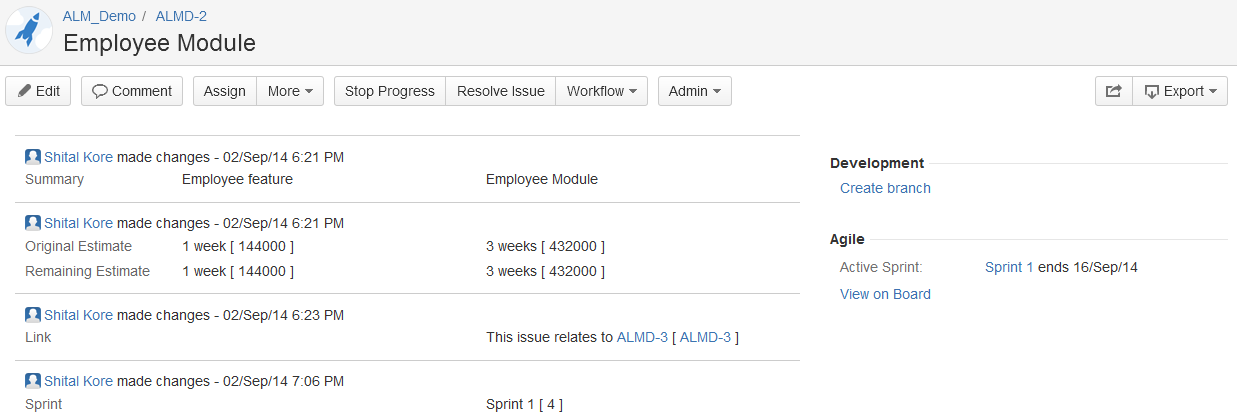 ALM_Demo / ALMD-2
Employee Module
Edit Comment Assign More Stop Progress Resolve Issue Workflow Admin Export
Shital Kore made changes - 02/Sep/14 6:21 PM
Summary Employee feature Employee Module
Shital Kore made changes - 02/Sep/14 6:21 PM
Original Estimate 1 week [ 144000 ] 3 weeks [ 432000 ]
Remaining Estimate 1 week [ 144000 ] 3 weeks [ 432000 ]
Shital Kore made changes - 02/Sep/14 6:23 PM
Link This issue relates to ALMD-3 [ ALMD-3 ]
Shital Kore made changes - 02/Sep/14 7:06 PM
Sprint Sprint 1 [ 4 ]
Development
Create branch
Agile
Active Sprint: Sprint 1 ends 16/Sep/14
View on Board